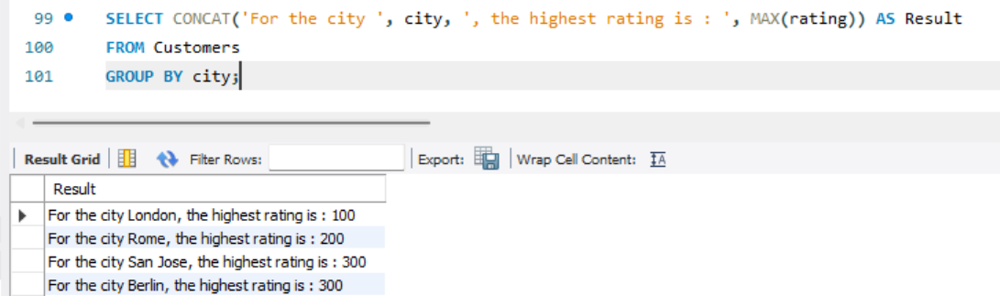 99 SELECT CONCAT('For the city ', city, ', the highest rating is : ', MAX(rating)) AS Result
100 FROM Customers
101 GROUP BY city;
Result Grid Filter Rows: Export: Wrap Cell Content: IA
Result
For the city London, the highest rating is : 100
For the city Rome, the highest rating is : 200
For the city San Jose, the highest rating is : 300
For the city Berlin, the highest rating is : 300